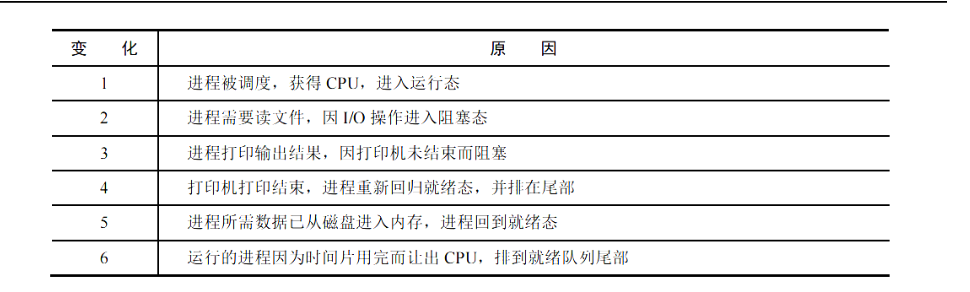 变 化 原 因
1 进程被调度，获得 CPU，进入运行态
2 进程需要读文件，因 I/O 操作进入阻塞态
3 进程打印输出结果，因打印机未结束而阻塞
4 打印机打印结束，进程重新回归就绪态，并排在尾部
5 进程所需数据已从磁盘进入内存，进程回到就绪态
6 运行的进程因为时间片用完而让出 CPU，排到就绪队列尾部